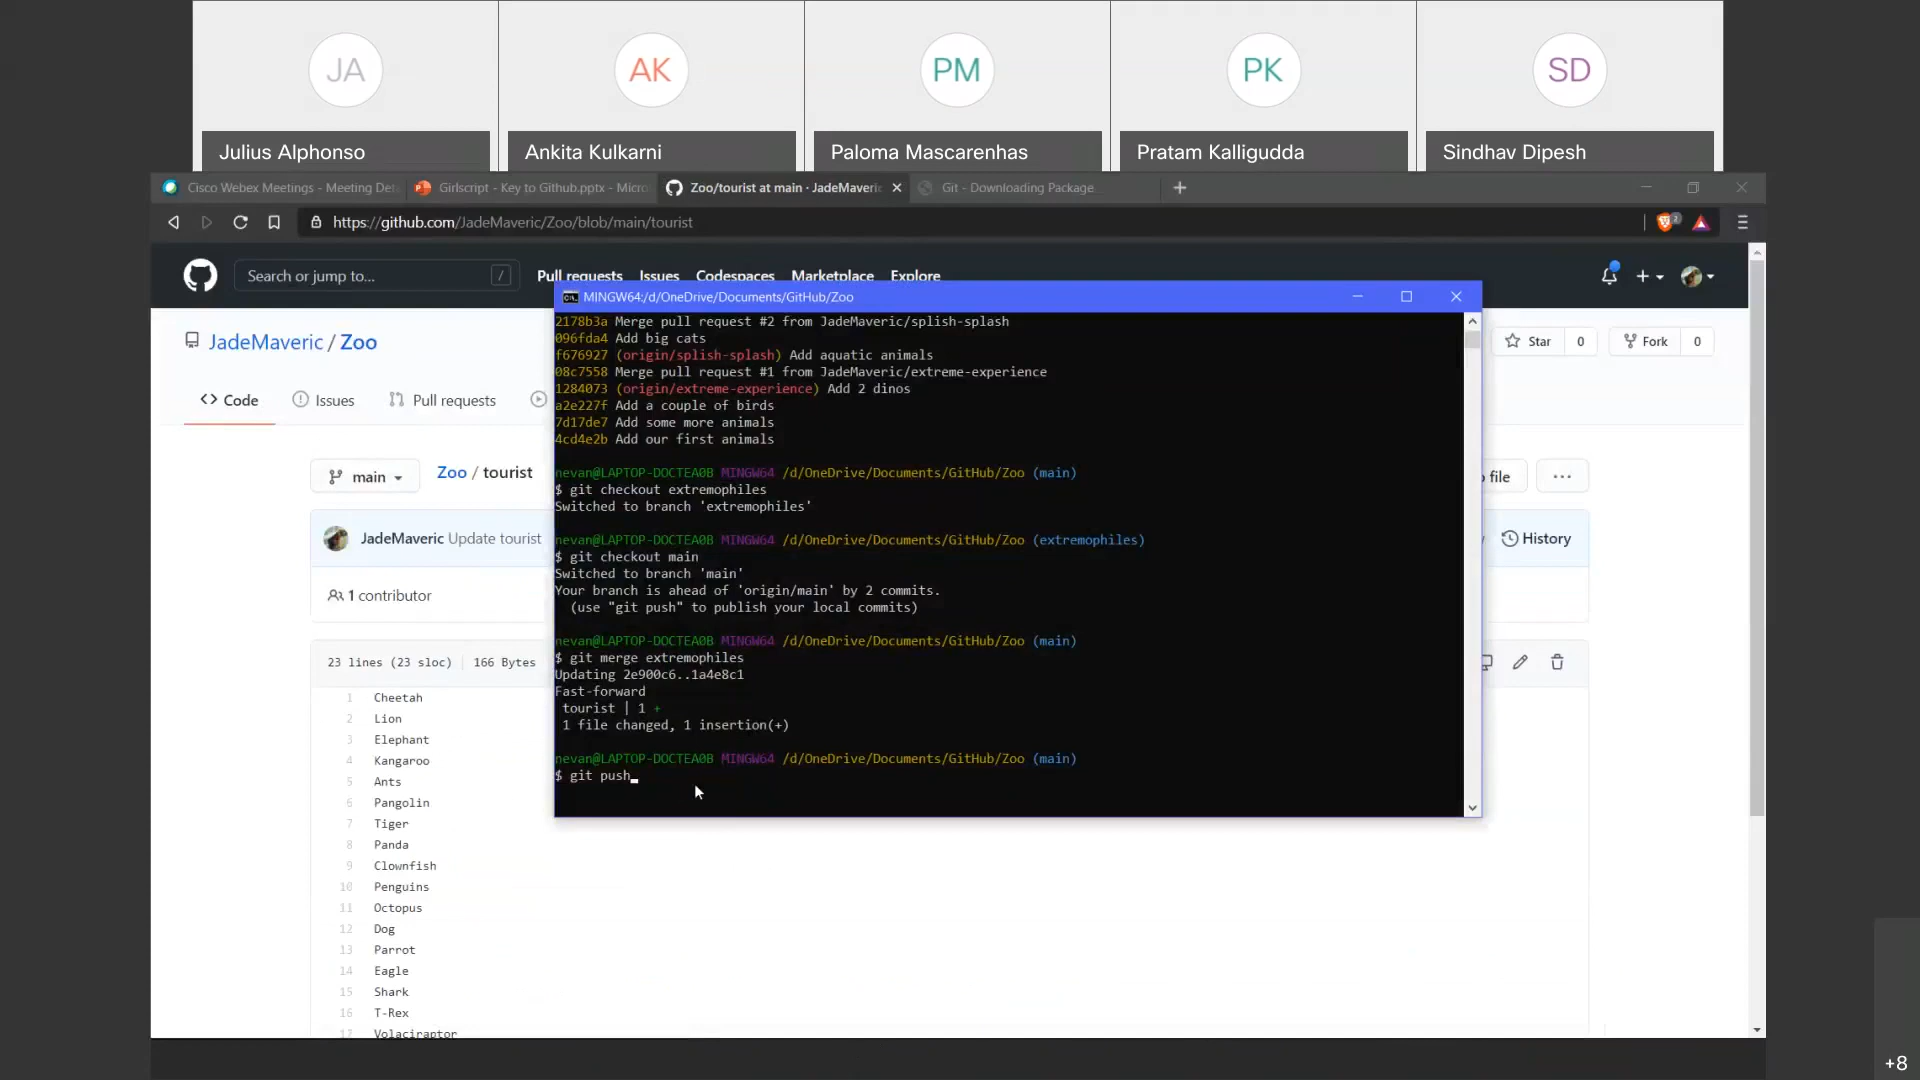 JA
AK
PM
PK
SD
Julius Alphonso
Ankita Kulkarni
Paloma Mascarenhas
Pratam Kalligudda
Sindhav Dipesh
Cisco Webex Meetings - Meeting Det
Girlscript - Key to Github.pptx - Micro
Zoo/tourist at main · JadeMaveric
Git - Downloading Package
https://github.com/JadeMaveric/Zoo/blob/main/tourist
2
Search or jump to...
/
Pull requests
Issues
Codespaces
Marketplace
Explore
MINGW64:/d/OneDrive/Documents/GitHub/Zoo
JadeMaveric / Zoo
Star 0
Fork 0
Code
Issues
Pull requests
main
Zoo / tourist
file
JadeMaveric Update tourist
History
1 contributor
23 lines (23 sloc) 166 Bytes
1 Cheetah
2 Lion
3 Elephant
4 Kangaroo
5 Ants
6 Pangolin
7 Tiger
8 Panda
9 Clownfish
10 Penguins
11 Octopus
12 Dog
13 Parrot
14 Eagle
15 Shark
16 T-Rex
17 Volaciraptor
2178b3a Merge pull request #2 from JadeMaveric/splish-splash
096fda4 Add big cats
f676927 (origin/splish-splash) Add aquatic animals
08c7558 Merge pull request #1 from JadeMaveric/extreme-experience
1284073 (origin/extreme-experience) Add 2 dinos
a2e227f Add a couple of birds
7d17de7 Add some more animals
4cd4e2b Add our first animals
nevan@LAPTOP-DOCTEA0B MINGW64 /d/OneDrive/Documents/GitHub/Zoo (main)
$ git checkout extremophiles
Switched to branch 'extremophiles'
nevan@LAPTOP-DOCTEA0B MINGW64 /d/OneDrive/Documents/GitHub/Zoo (extremophiles)
$ git checkout main
Switched to branch 'main'
Your branch is ahead of 'origin/main' by 2 commits.
(use "git push" to publish your local commits)
nevan@LAPTOP-DOCTEA0B MINGW64 /d/OneDrive/Documents/GitHub/Zoo (main)
$ git merge extremophiles
Updating 2e900c6..1a4e8c1
Fast-forward
tourist | 1 +
1 file changed, 1 insertion(+)
nevan@LAPTOP-DOCTEA0B MINGW64 /d/OneDrive/Documents/GitHub/Zoo (main)
$ git push
+8